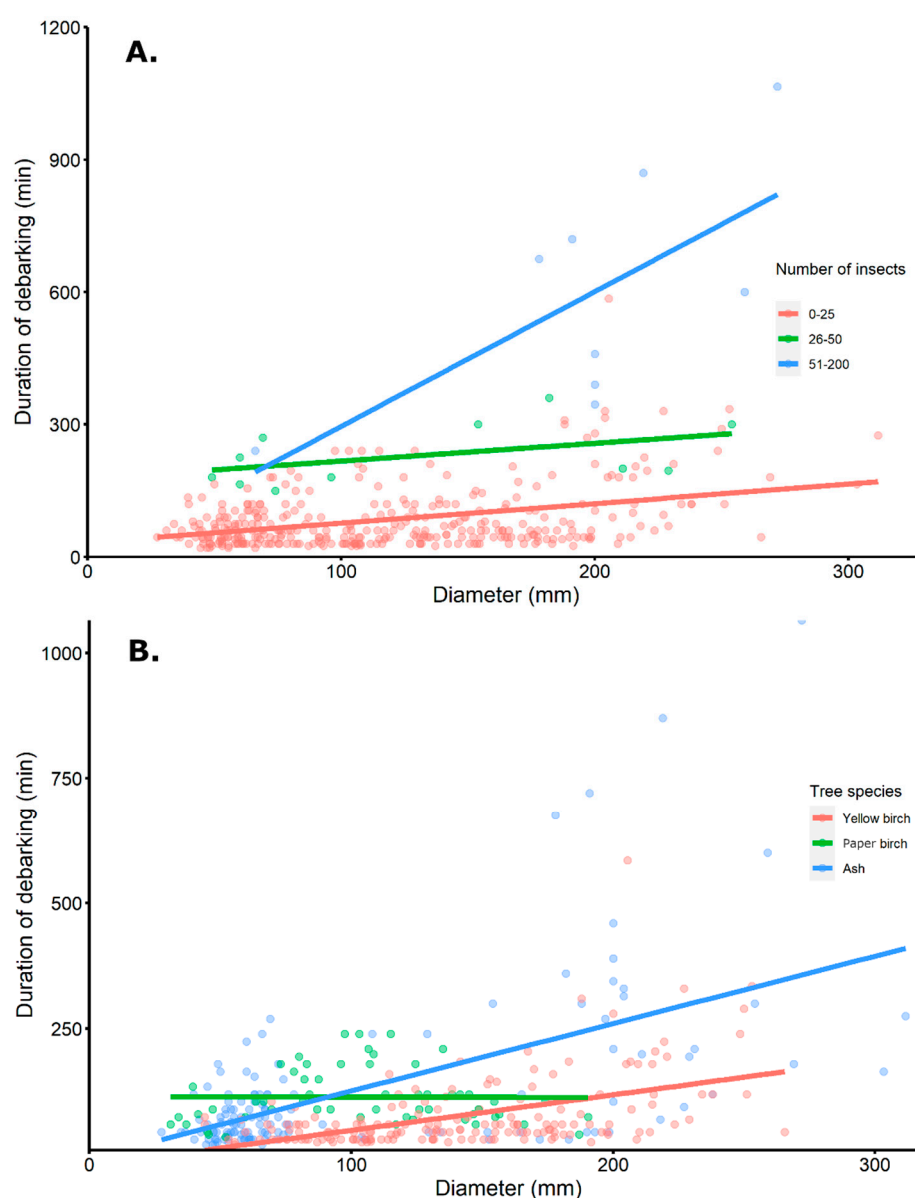 A.
1200
900
600
300
0
0
100
200
300
Duration of debarking (min)
Diameter (mm)
Number of insects
0-25
26-50
51-200
B.
1000
750
500
250
0
100
200
300
Duration of debarking (min)
Diameter (mm)
Tree species
Yellow birch
Paper birch
Ash